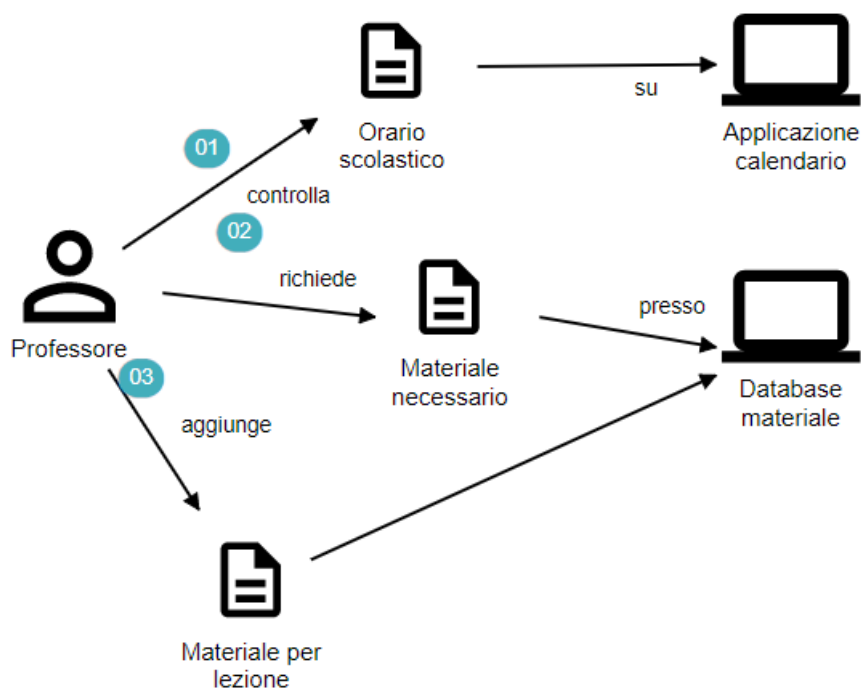 su
Orario
scolastico
Applicazione
calendario
01
controlla
02
richiede
presso
Professore
Materiale
necessario
Database
materiale
03
aggiunge
Materiale per
lezione